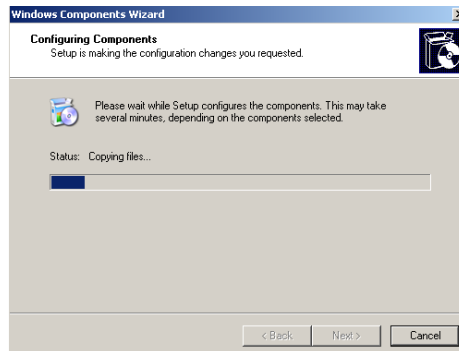 Windows Components Wizard
Configuring Components
Setup is making the configuration changes you requested.
Please wait while Setup configures the components. This may take
several minutes, depending on the components selected.
Status: Copying files...
< Back
Next >
Cancel